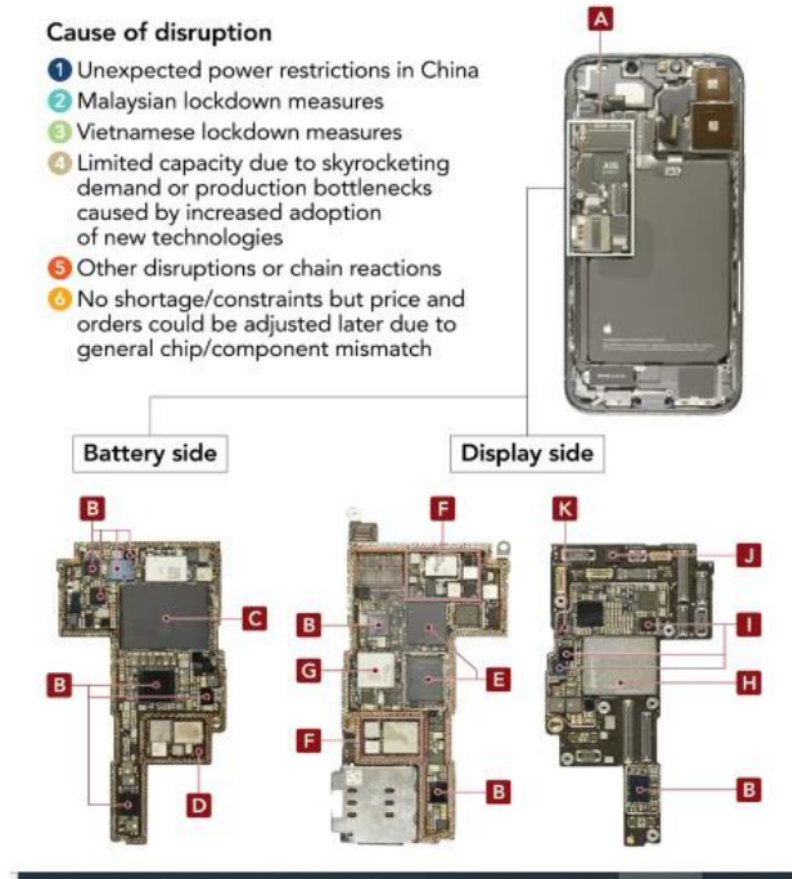 A
Cause of disruption
1 Unexpected power restrictions in China
2 Malaysian lockdown measures
3 Vietnamese lockdown measures
4 Limited capacity due to skyrocketing
demand or production bottlenecks
caused by increased adoption
of new technologies
5 Other disruptions or chain reactions
6 No shortage/constraints but price and
orders could be adjusted later due to
general chip/component mismatch
A15
Battery side
Display side
B
F
K
J
C
B
I
B
G
E
H
F
D
B
B